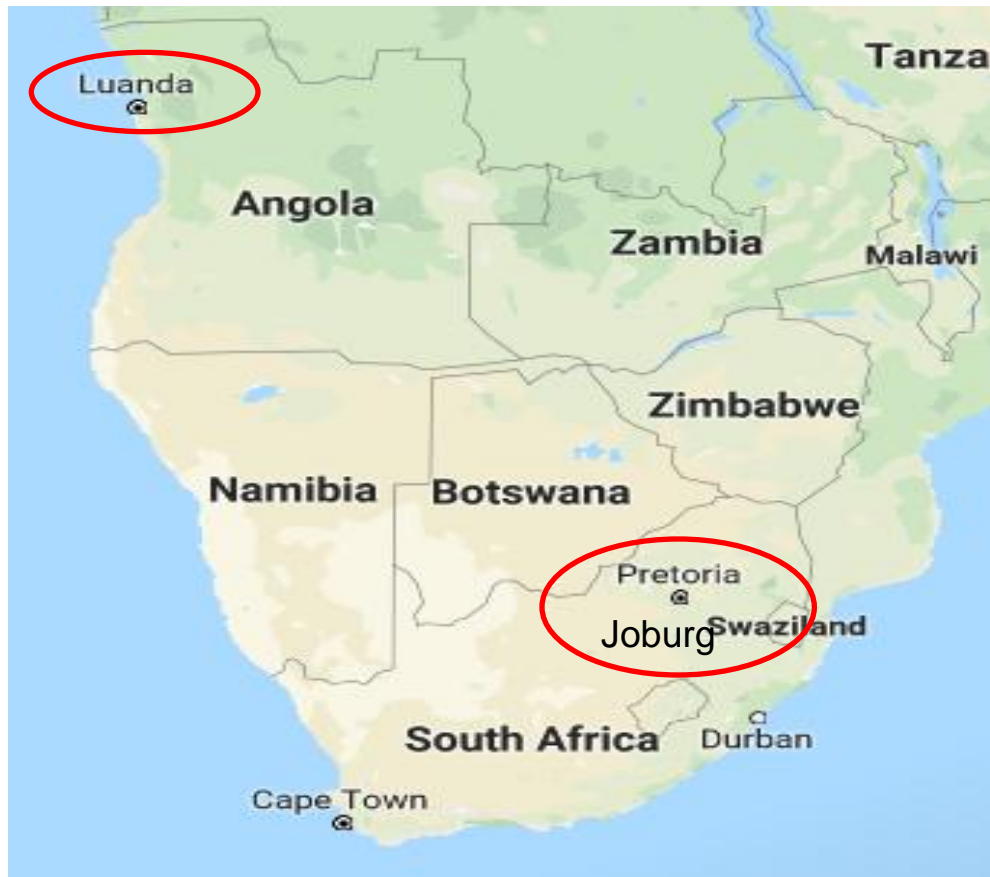 Tanza
Luanda
Angola
Zambia
Malawi
Zimbabwe
Namibia
Botswana
Pretoria
Joburg
Swaziland
South Africa
Durban
Cape Town